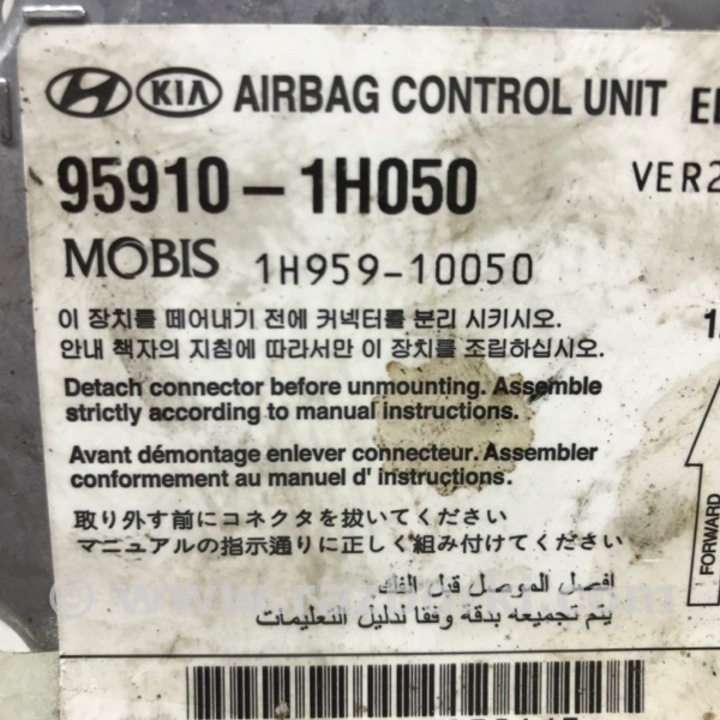 KIA AIRBAG CONTROL UNIT
95910-1H050 VER2
MOBIS 1H959-10050
이 장치를 떼어내기 전에 커넥터를 분리 시키시오.
안내 책자의 지침에 따라서만 이 장치를 조립하십시오.
Detach connector before unmounting. Assemble
strictly according to manual instructions.
Avant démontage enlever connecteur. Assembler
conformement au manuel d' instructions.
FORWARD
取り外す前にコネクタを抜いてください
マニュアルの指示通りに正しく組み付けてください
افصل الموصل قبل الفك
يتم تجميعه بدقة وفقا لدليل التعليمات